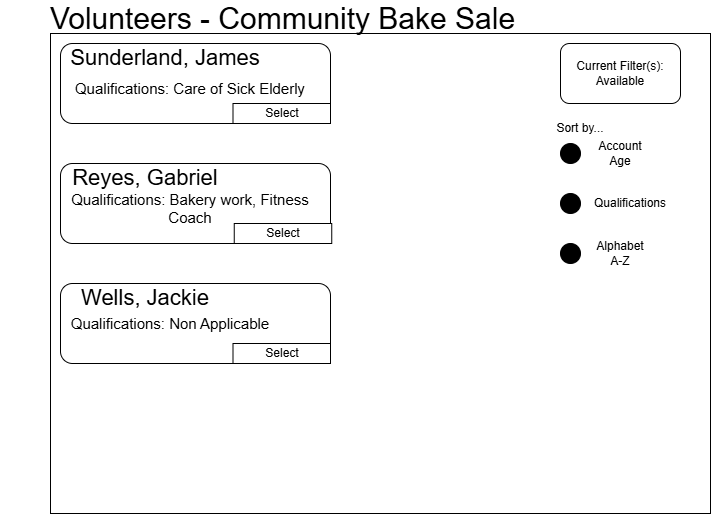 Volunteers - Community Bake Sale
Sunderland, James
Qualifications: Care of Sick Elderly
Select
Reyes, Gabriel
Qualifications: Bakery work, Fitness
Coach
Select
Wells, Jackie
Qualifications: Non Applicable
Select
Current Filter(s):
Available
Sort by...
Account
Age
Qualifications
Alphabet
A-Z